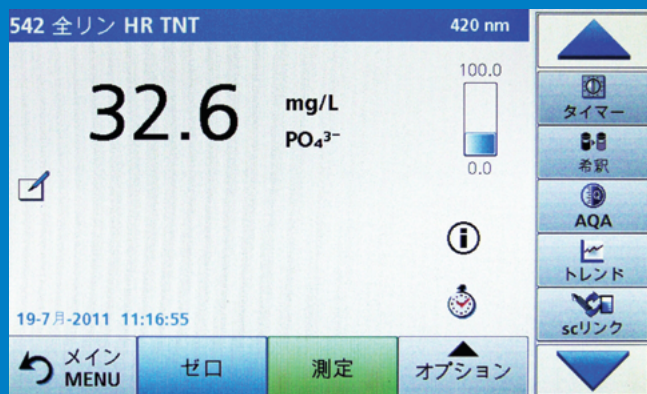 542 全リン HR TNT
420 nm
32.6
mg/L
PO₄³⁻
100.0
0.0
19-7月-2011 11:16:55
メイン
MENU
ゼロ
測定
オプション
タイマー
希釈
AQA
トレンド
scリンク